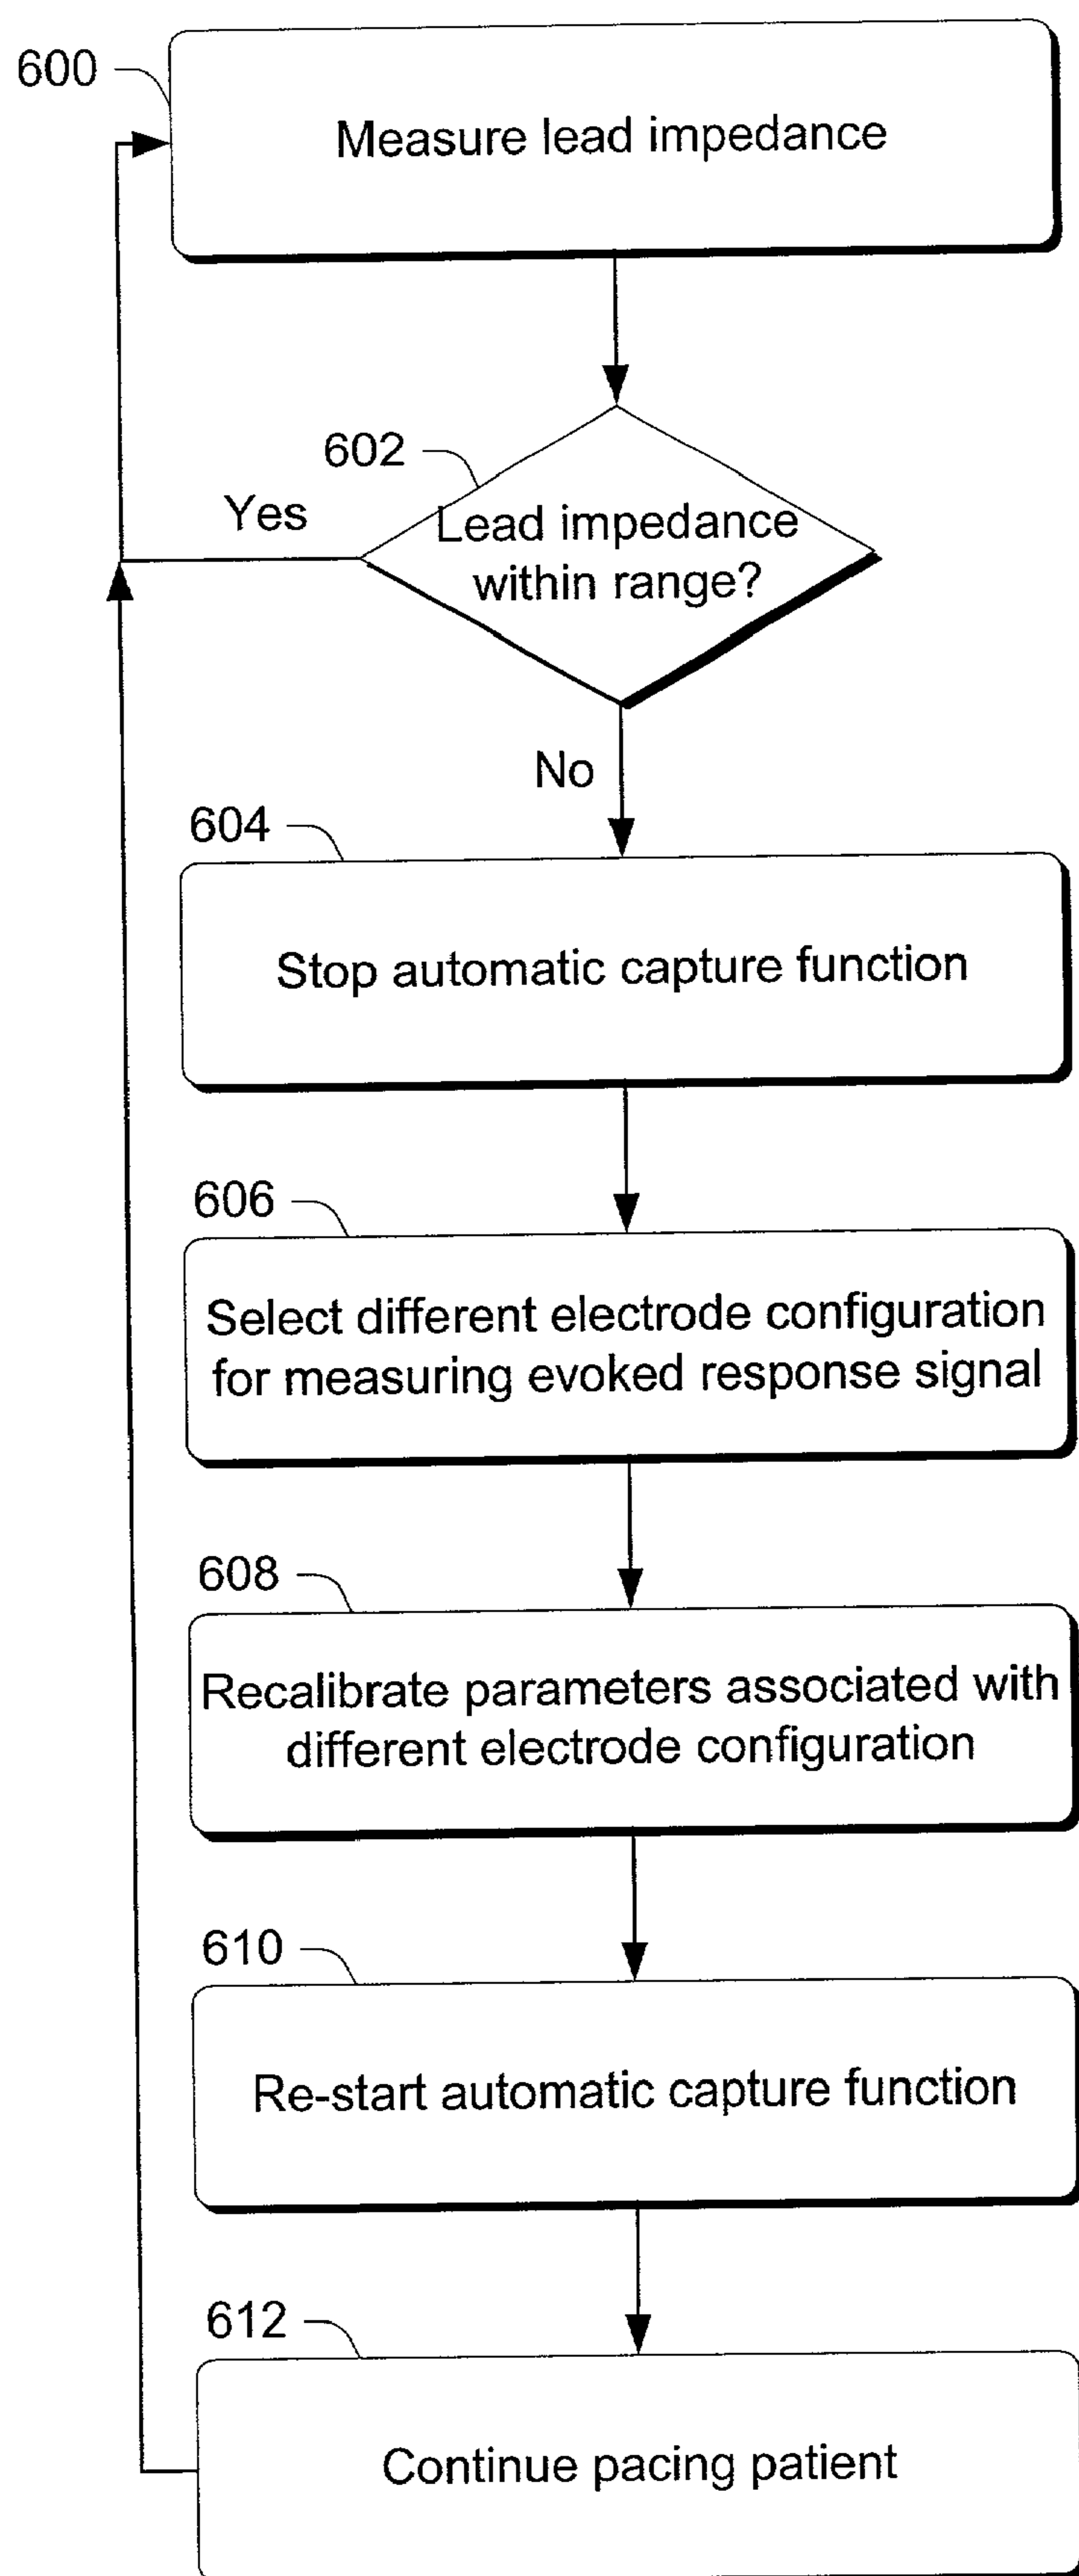 600
Measure lead impedance
602
Yes
Lead impedance
within range?
No
604
Stop automatic capture function
606
Select different electrode configuration
for measuring evoked response signal
608
Recalibrate parameters associated with
different electrode configuration
610
Re-start automatic capture function
612
Continue pacing patient